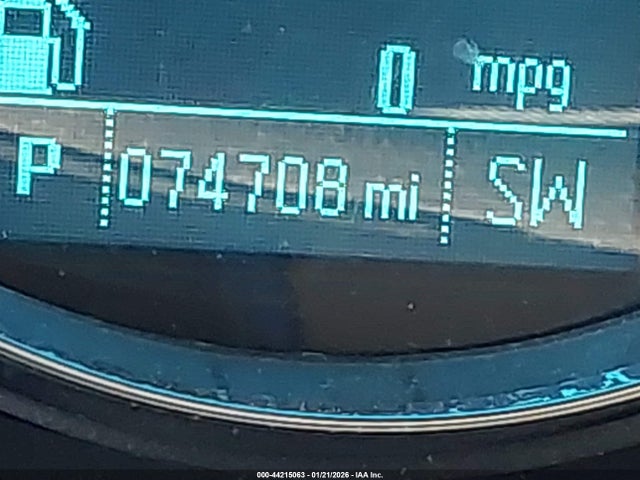 0 mpg
P 074708 mi SW
000-44215063 - 01/21/2026 - IAA Inc.